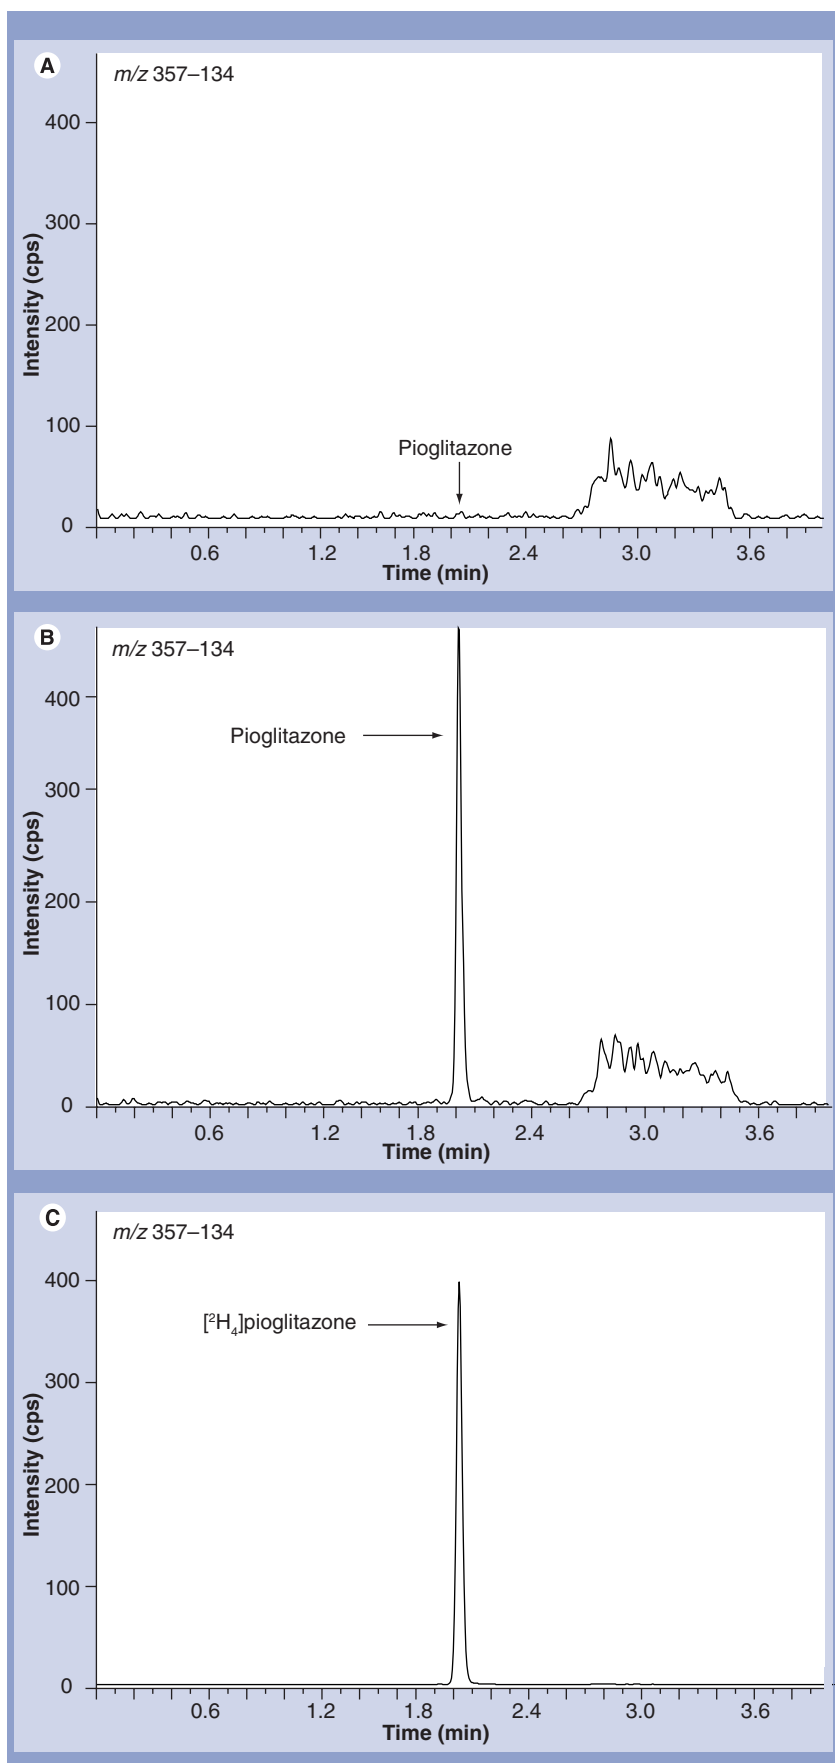 A
m/z 357–134
400
300
200
100
0
Intensity (cps)
Pioglitazone
0.6 1.2 1.8 2.4 3.0 3.6
Time (min)
B
m/z 357–134
400
300
200
100
0
Intensity (cps)
Pioglitazone
0.6 1.2 1.8 2.4 3.0 3.6
Time (min)
C
m/z 357–134
400
300
200
100
0
Intensity (cps)
[²H₄]pioglitazone
0.6 1.2 1.8 2.4 3.0 3.6
Time (min)